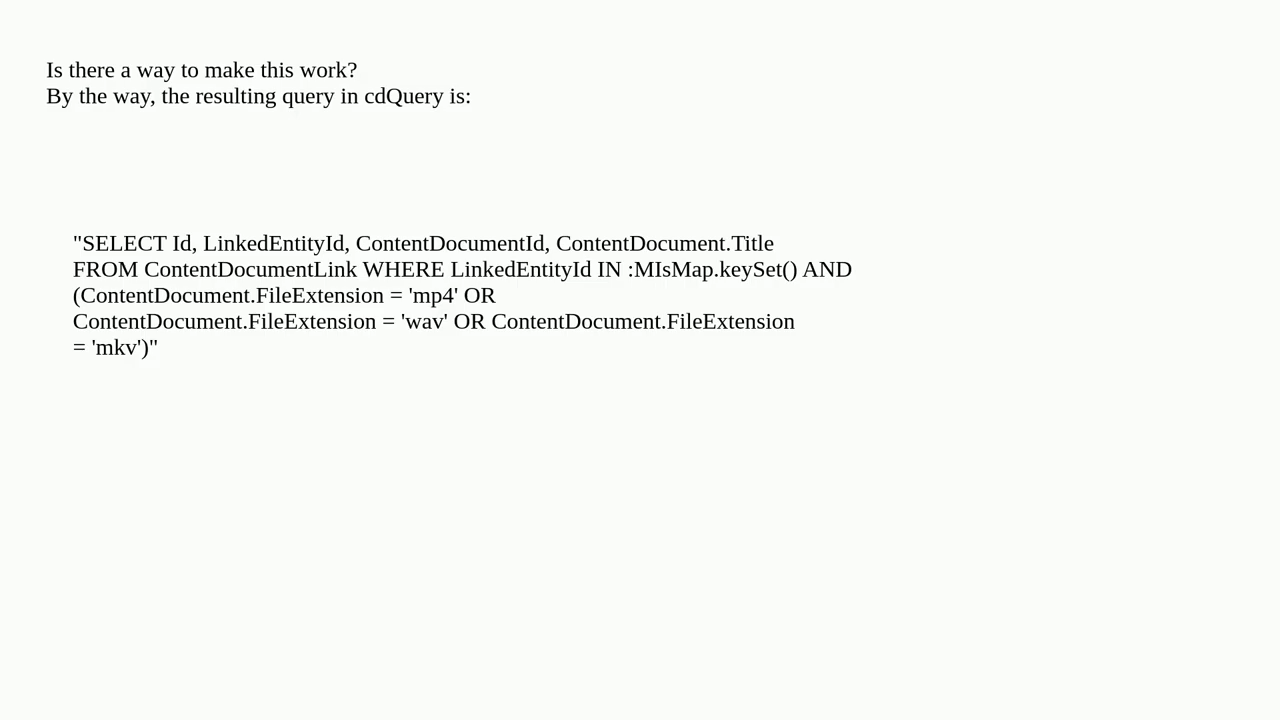 Is there a way to make this work?
By the way, the resulting query in cdQuery is:
"SELECT Id, LinkedEntityId, ContentDocumentId, ContentDocument.Title
FROM ContentDocumentLink WHERE LinkedEntityId IN :MIsMap.keySet() AND
(ContentDocument.FileExtension = 'mp4' OR
ContentDocument.FileExtension = 'wav' OR ContentDocument.FileExtension
= 'mkv')"